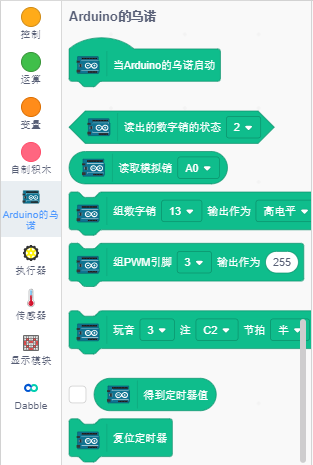 控制
运算
变量
自制积木
Arduino的乌
诺
执行器
传感器
显示模块
Dabble
Arduino的乌诺
当Arduino的乌诺启动
读出的数字销的状态 2
读取模拟销 A0
组数字销 13 输出作为 高电平
组PWM引脚 3 输出作为 255
玩音 3 注 C2 节拍 半
得到定时器值
复位定时器